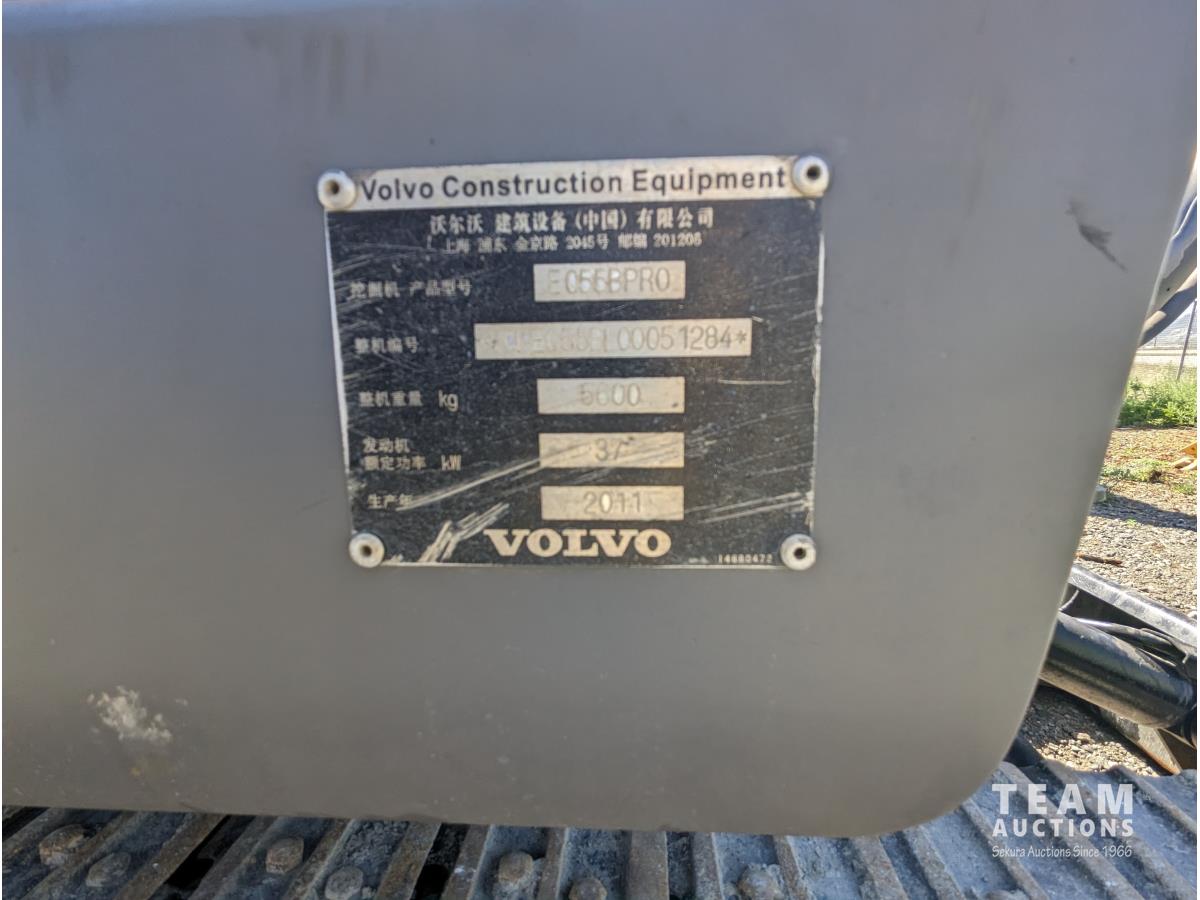 Volvo Construction Equipment
沃尔沃 建筑设备(中国)有限公司
上海 浦东 金京路 2045号 邮编 201206
挖掘机 产品型号 EC55BPRO
整机编号
整机重量 kg 5600
发动机
额定功率 kW 37
生产年 2011
VOLVO
14680472
TEAM
AUCTIONS
Sekura Auctions Since 1966